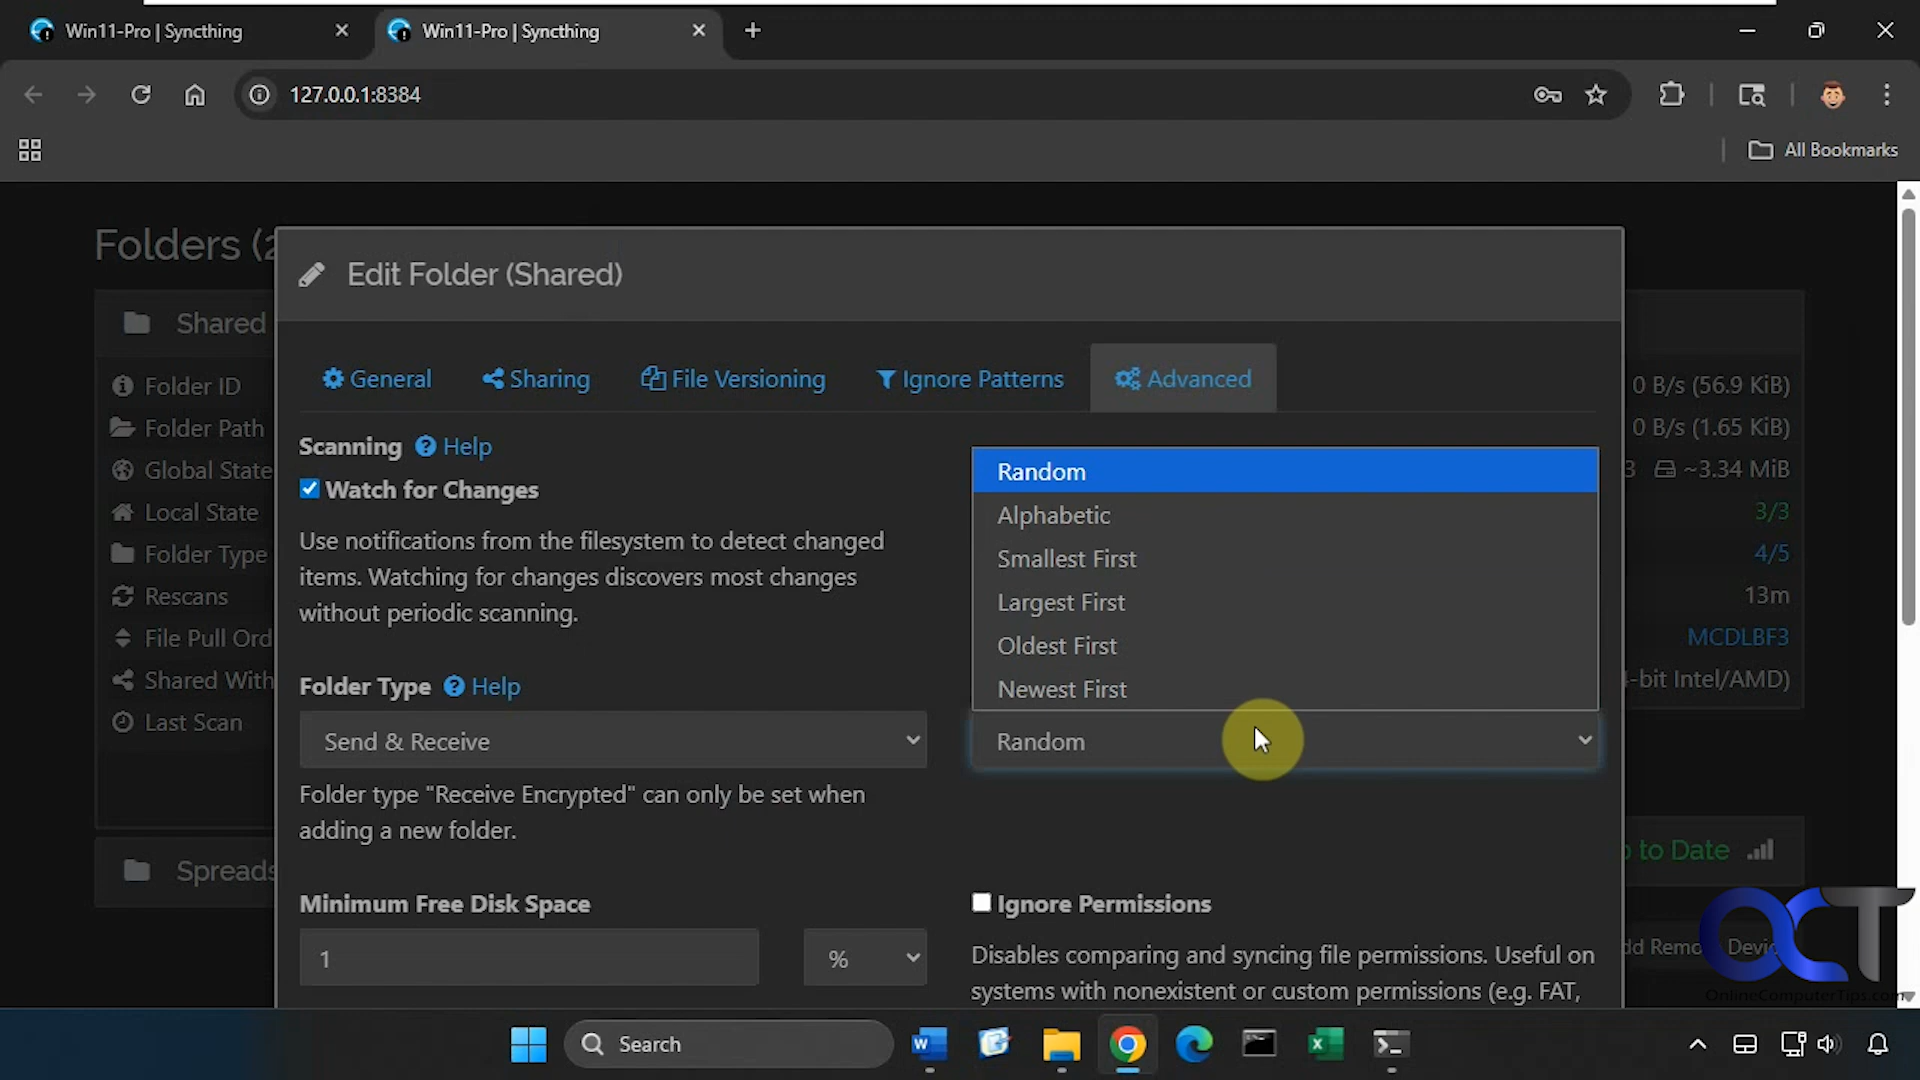 Win11-Pro | Syncthing
Win11-Pro | Syncthing
127.0.0.1:8384
All Bookmarks
Folders (2
Edit Folder (Shared)
Shared
General
Sharing
File Versioning
Ignore Patterns
Advanced
Folder ID
Folder Path
Global State
Local State
Folder Type
Rescans
File Pull Ord
Shared With
Last Scan
Scanning
Help
Watch for Changes
Use notifications from the filesystem to detect changed
items. Watching for changes discovers most changes
without periodic scanning.
Random
Alphabetic
Smallest First
Largest First
Oldest First
Newest First
Folder Type
Help
Send & Receive
Random
Folder type "Receive Encrypted" can only be set when
adding a new folder.
0 B/s (56.9 KiB)
0 B/s (1.65 KiB)
3 ~3.34 MiB
3/3
4/5
13m
MCDLBF3
-bit Intel/AMD)
Spreads
to Date
Minimum Free Disk Space
1
%
Ignore Permissions
Disables comparing and syncing file permissions. Useful on
systems with nonexistent or custom permissions (e.g. FAT,
dd Remo Devi
OCT
OnlineComputerTips.com
Search